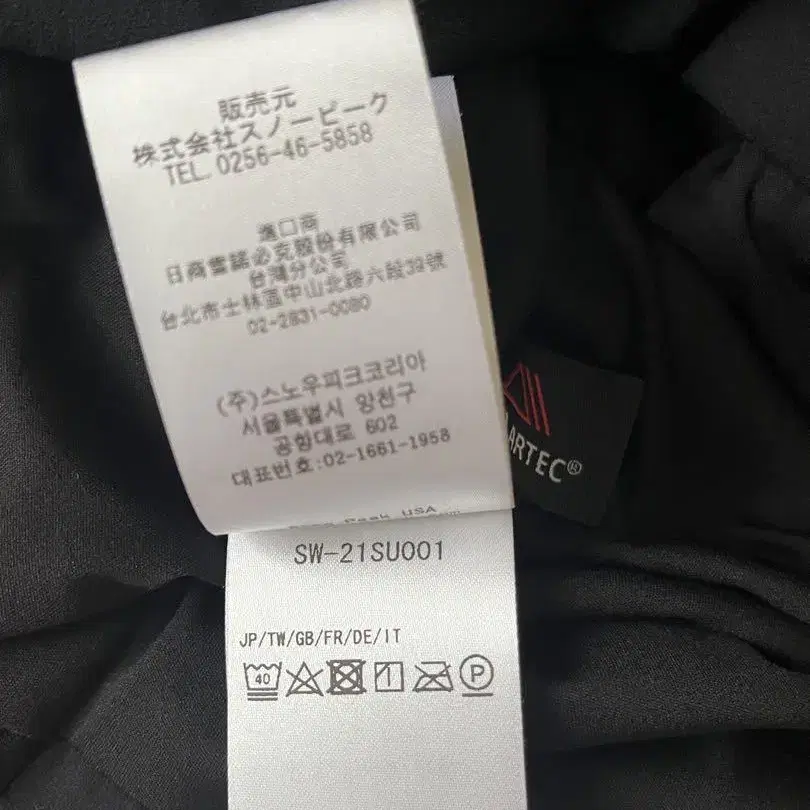 販売元
株式会社スノーピーク
TEL. 0256-46-5858
進口商
日商雪諾必克股份有限公司
台灣分公司
台北市士林區中山北路六段39號
02-2831-0080
(주)스노우피크코리아
서울특별시 양천구
공항대로 602
대표번호:02-1661-1958
Peak USA
SW-21SU001
JP/TW/GB/FR/DE/IT
40
P
ARTEC®